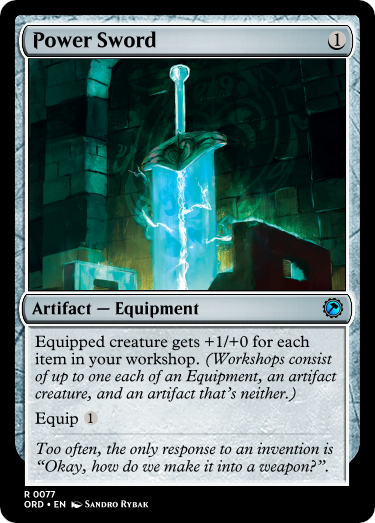 Power Sword 1
Artifact — Equipment
Equipped creature gets +1/+0 for each
item in your workshop. (Workshops consist
of up to one each of an Equipment, an artifact
creature, and an artifact that's neither.)
Equip 1
Too often, the only response to an invention is
“Okay, how do we make it into a weapon?”.
R 0077
ORD • EN Sandro Rybak